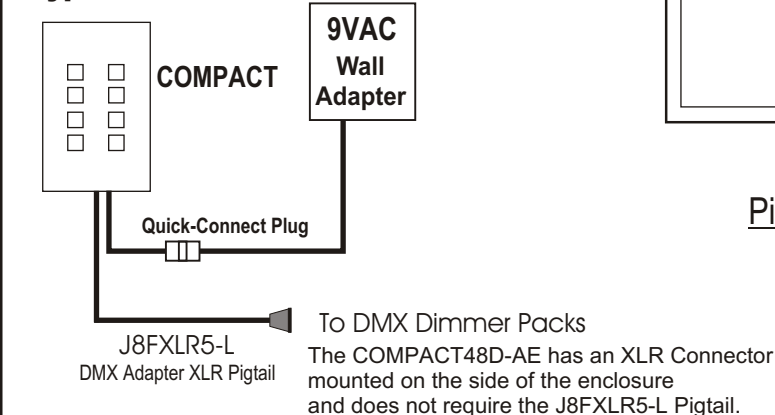 9VAC
Wall
Adapter
COMPACT
Quick-Connect Plug
To DMX Dimmer Packs
J8FXLR5-L
DMX Adapter XLR Pigtail
The COMPACT48D-AE has an XLR Connector
mounted on the side of the enclosure
and does not require the J8FXLR5-L Pigtail.
Pi